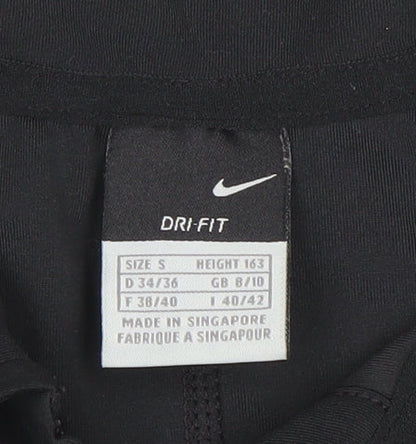 DRI-FIT
SIZE S HEIGHT 163
D 34/36 GB 8/10
F 38/40 I 40/42
MADE IN SINGAPORE
FABRIQUE A SINGAPOUR